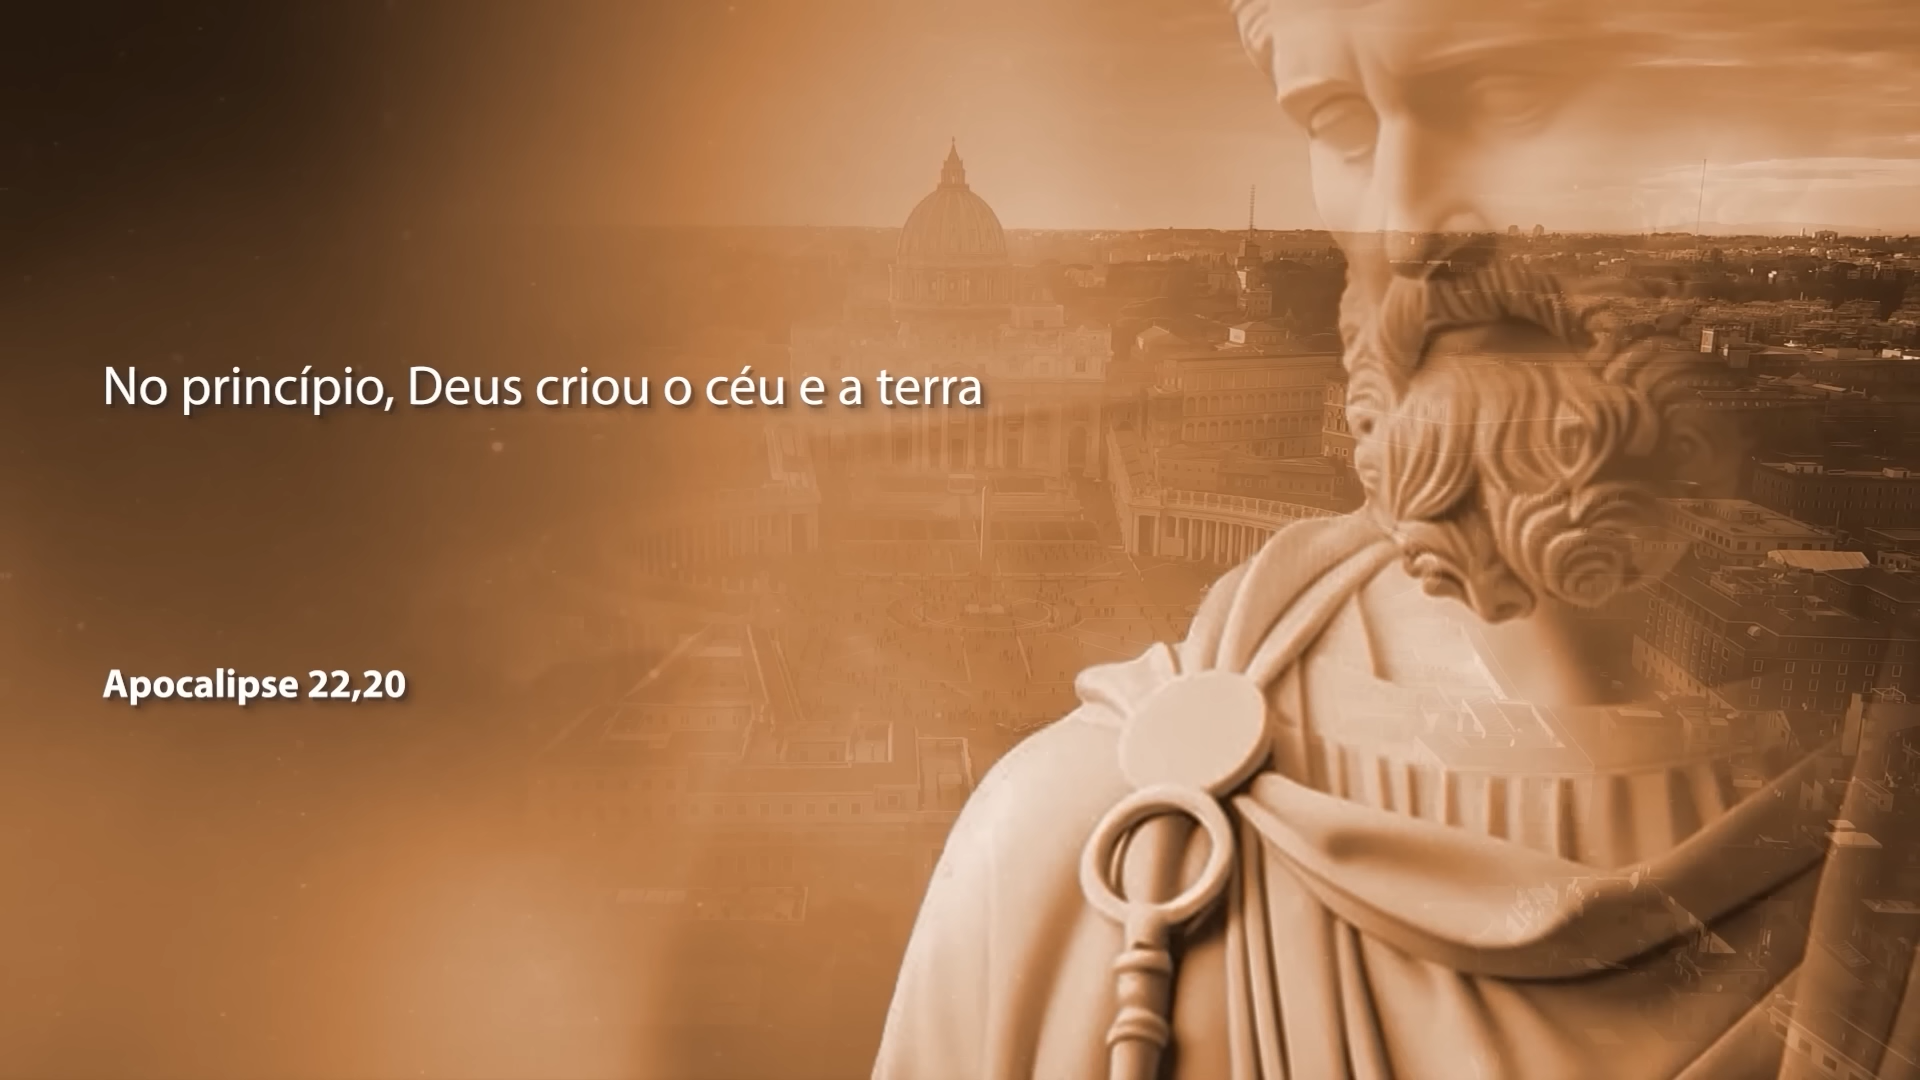 No princípio, Deus criou o céu e a terra
Apocalipse 22,20